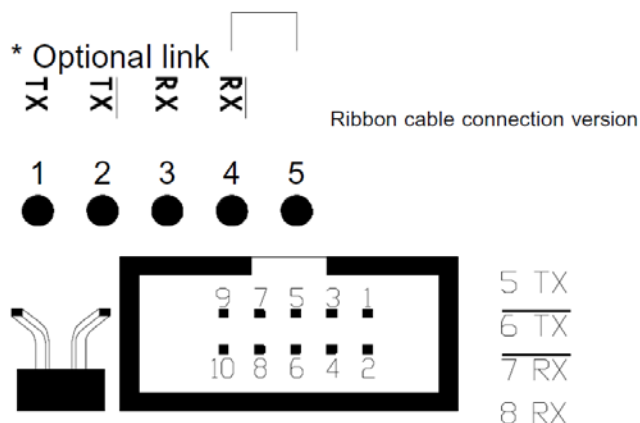 * Optional link
TX TX RX RX
Ribbon cable connection version
1 2 3 4 5
9 7 5 3 1
10 8 6 4 2
5 TX
6 TX
7 RX
8 RX